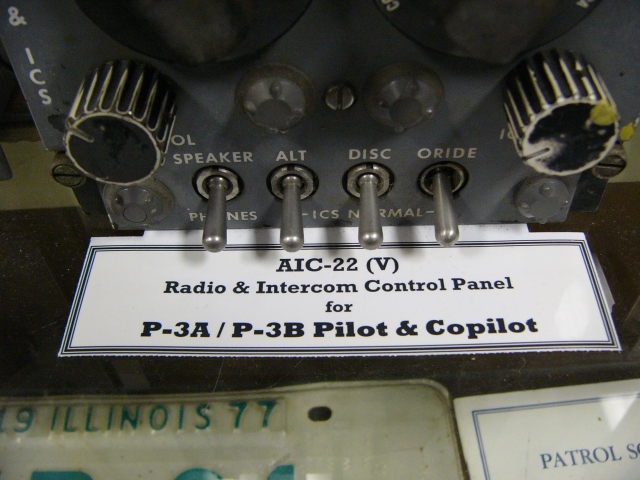 & ICS
OL
SPEAKER ALT DISC ORIDE
PHONES -ICS NORMAL-
AIC-22 (V)
Radio & Intercom Control Panel
for
P-3A / P-3B Pilot & Copilot
19 ILLINOIS 77
PATROL